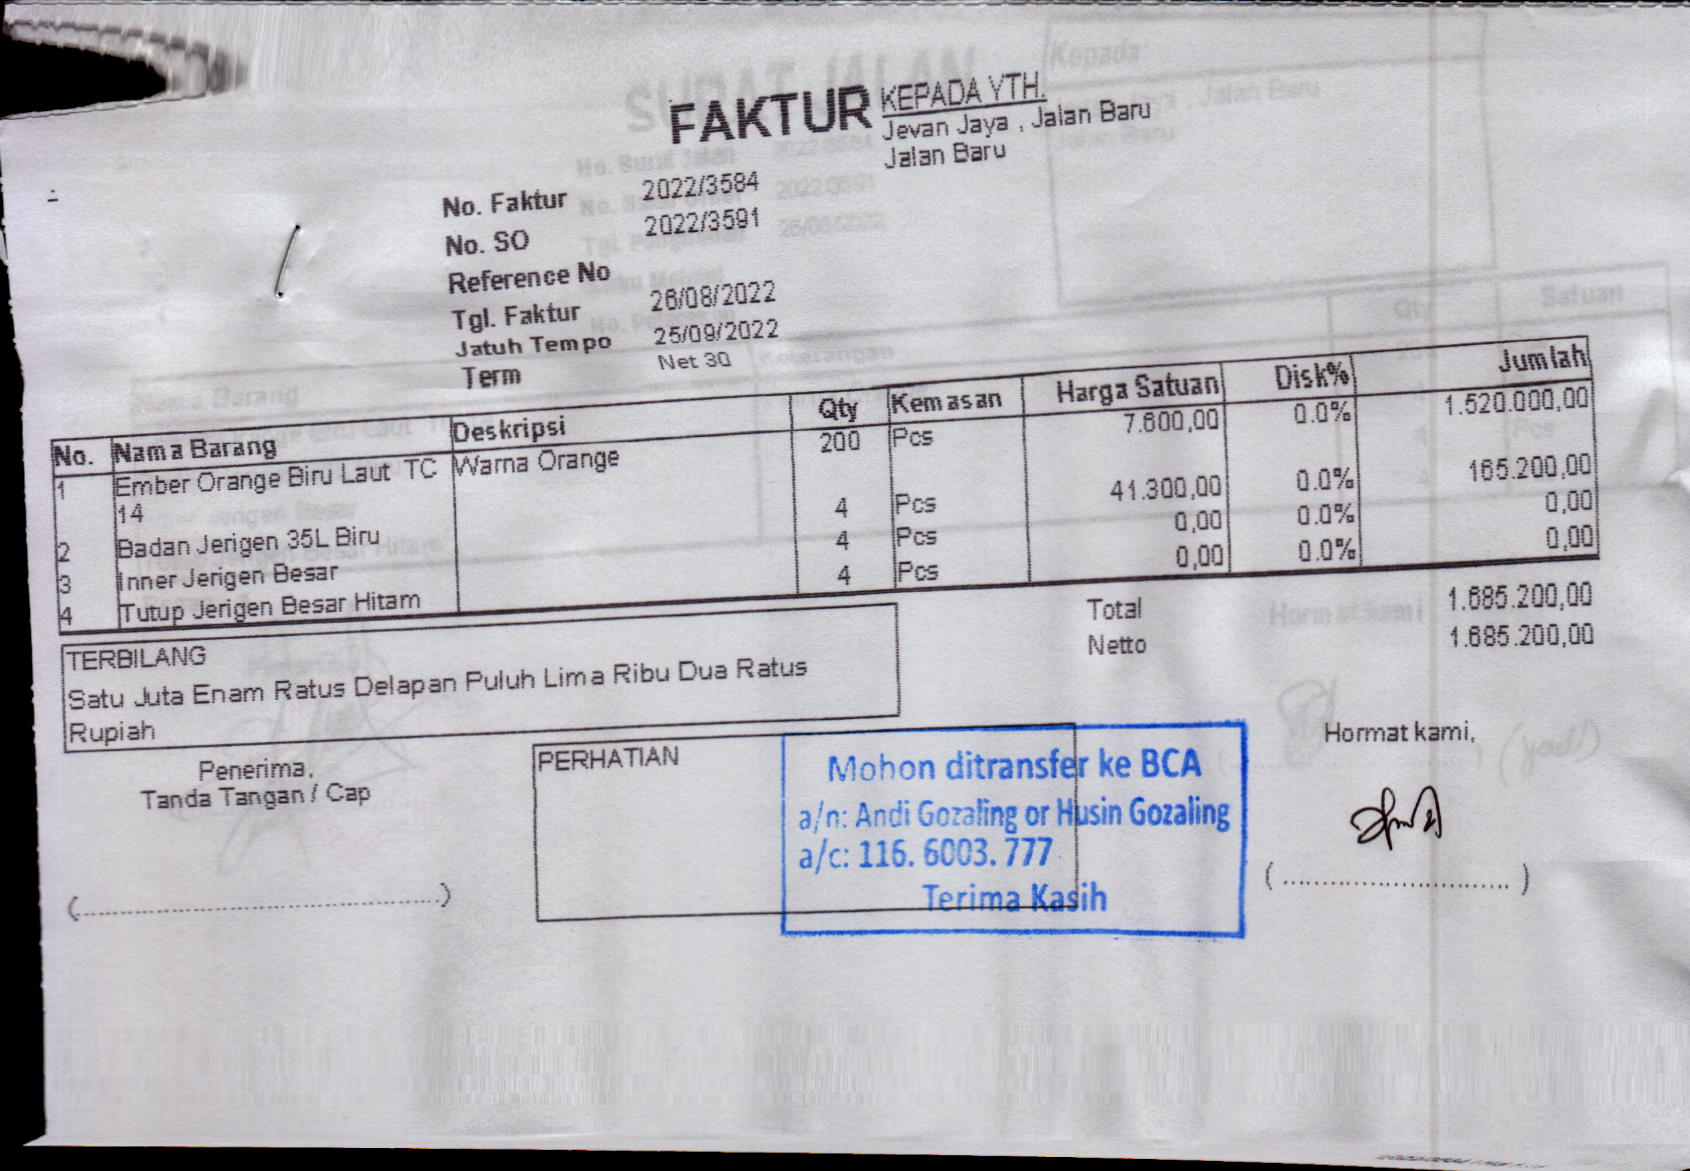 FAKTUR
KEPADA YTH.
Jevan Jaya , Jalan Baru
Jalan Baru
No. Faktur 2022/3584
No. SO 2022/3591
Reference No
Tgl. Faktur 26/08/2022
Jatuh Tempo 25/09/2022
Term Net 30
No. Nama Barang Deskripsi Qty Kemasan Harga Satuan Disk% Jumlah
1 Ember Orange Biru Laut TC Warna Orange 200 Pcs 7.600,00 0.0% 1.520.000,00
14
2 Badan Jerigen 35L Biru 4 Pcs 41.300,00 0.0% 165.200,00
3 Inner Jerigen Besar 4 Pcs 0,00 0.0% 0,00
4 Tutup Jerigen Besar Hitam 4 Pcs 0,00 0.0% 0,00
Total 1.685.200,00
Netto 1.685.200,00
TERBILANG
Satu Juta Enam Ratus Delapan Puluh Lima Ribu Dua Ratus
Rupiah
Penerima,
Tanda Tangan / Cap
(..............................)
PERHATIAN
Mohon ditransfer ke BCA
a/n: Andi Gozaling or Husin Gozaling
a/c: 116. 6003. 777
Terima Kasih
Hormat kami,
(..............................)